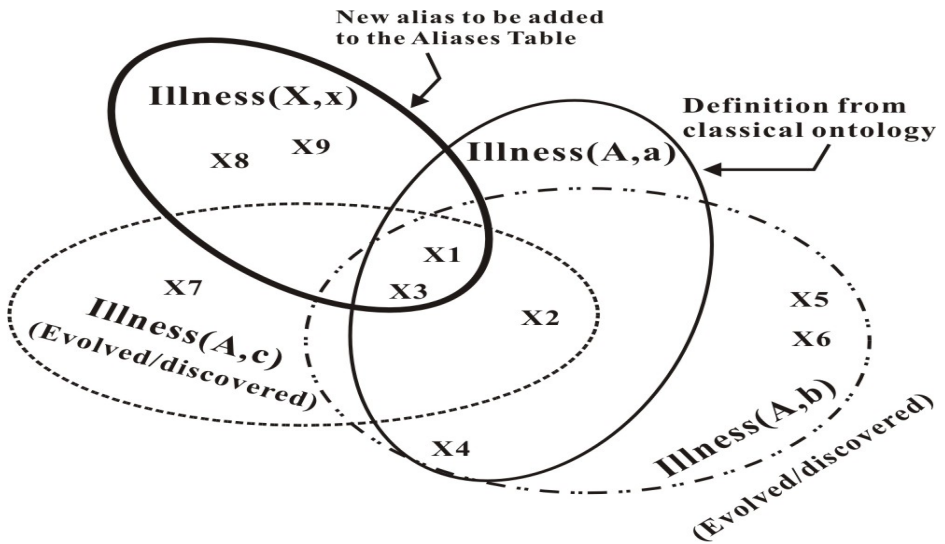 New alias to be added
to the Aliases Table
Illness(X,x)
X8
X9
Definition from
classical ontology
Illness(A,a)
X1
X3
X2
X7
Illness(A,c)
(Evolved/discovered)
X5
X6
X4
Illness(A,b)
(Evolved/discovered)